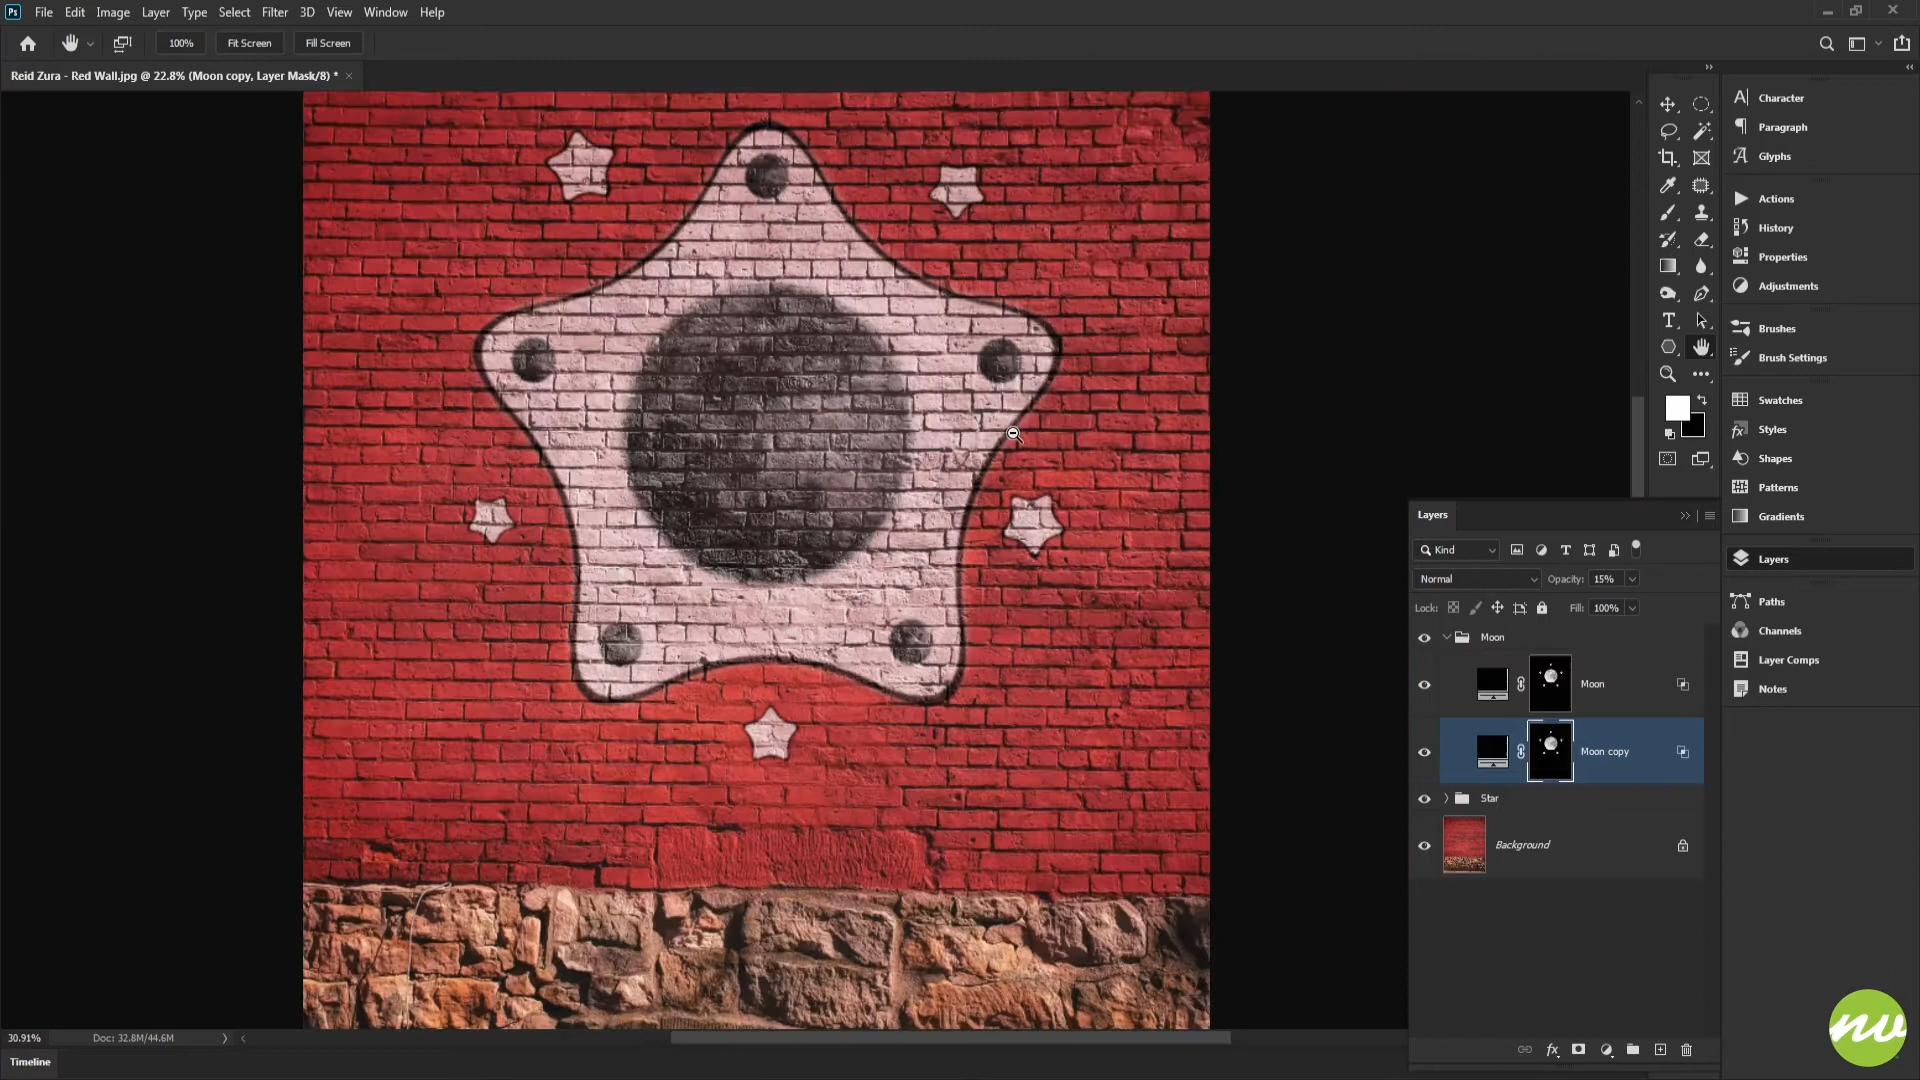 Ps File Edit Image Layer Type Select Filter 3D View Window Help
100% Fit Screen Fill Screen
Reid Zura - Red Wall.jpg @ 22.8% (Moon copy, Layer Mask/8) *
Character
Paragraph
Glyphs
Actions
History
Properties
Adjustments
Brushes
Brush Settings
Swatches
Styles
Shapes
Patterns
Gradients
Layers
Paths
Channels
Layer Comps
Notes
Layers
Kind
Normal Opacity: 15%
Lock: Fill: 100%
Moon
Moon
Moon copy
Star
Background
30.91% Doc: 32.8M/44.6M
Timeline
nv